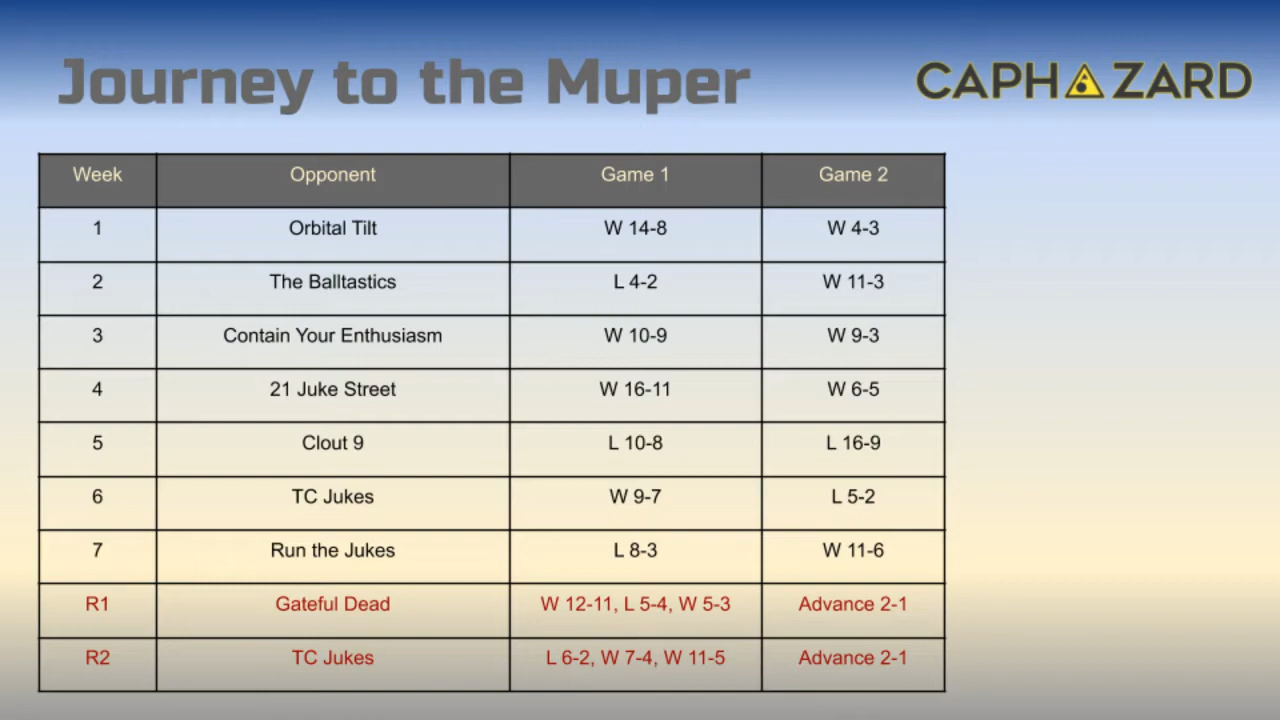 Journey to the Muper
CAPHAZARD
Week Opponent Game 1 Game 2
1 Orbital Tilt W 14-8 W 4-3
2 The Balltastics L 4-2 W 11-3
3 Contain Your Enthusiasm W 10-9 W 9-3
4 21 Juke Street W 16-11 W 6-5
5 Clout 9 L 10-8 L 16-9
6 TC Jukes W 9-7 L 5-2
7 Run the Jukes L 8-3 W 11-6
R1 Gateful Dead W 12-11, L 5-4, W 5-3 Advance 2-1
R2 TC Jukes L 6-2, W 7-4, W 11-5 Advance 2-1